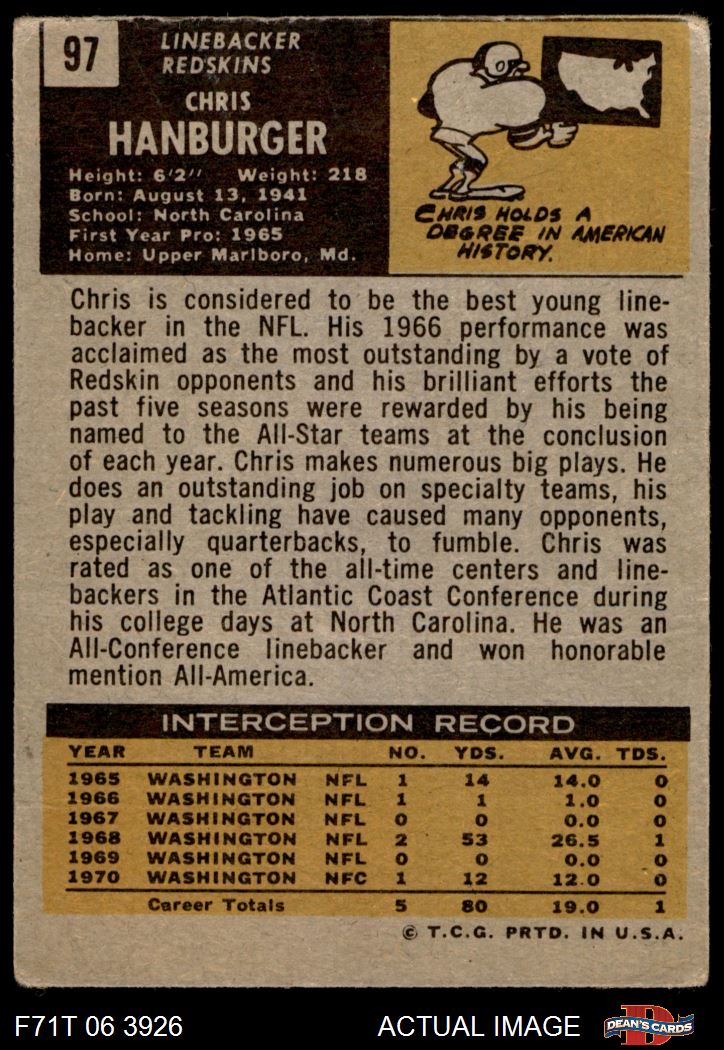 97
LINEBACKER
REDSKINS
CHRIS
HANBURGER
Height: 6'2" Weight: 218
Born: August 13, 1941
School: North Carolina
First Year Pro: 1965
Home: Upper Marlboro, Md.
CHRIS HOLDS A
DEGREE IN AMERICAN
HISTORY.
Chris is considered to be the best young line-
backer in the NFL. His 1966 performance was
acclaimed as the most outstanding by a vote of
Redskin opponents and his brilliant efforts the
past five seasons were rewarded by his being
named to the All-Star teams at the conclusion
of each year. Chris makes numerous big plays. He
does an outstanding job on specialty teams, his
play and tackling have caused many opponents,
especially quarterbacks, to fumble. Chris was
rated as one of the all-time centers and line-
backers in the Atlantic Coast Conference during
his college days at North Carolina. He was an
All-Conference linebacker and won honorable
mention All-America.
INTERCEPTION RECORD
YEAR TEAM NO. YDS. AVG. TDS.
1965 WASHINGTON NFL 1 14 14.0 0
1966 WASHINGTON NFL 1 1 1.0 0
1967 WASHINGTON NFL 0 0 0.0 0
1968 WASHINGTON NFL 2 53 26.5 1
1969 WASHINGTON NFL 0 0 0.0 0
1970 WASHINGTON NFC 1 12 12.0 0
Career Totals 5 80 19.0 1
© T.C.G. PRTD. IN U.S.A.
F71T 06 3926 ACTUAL IMAGE
D
DEAN'S CARDS